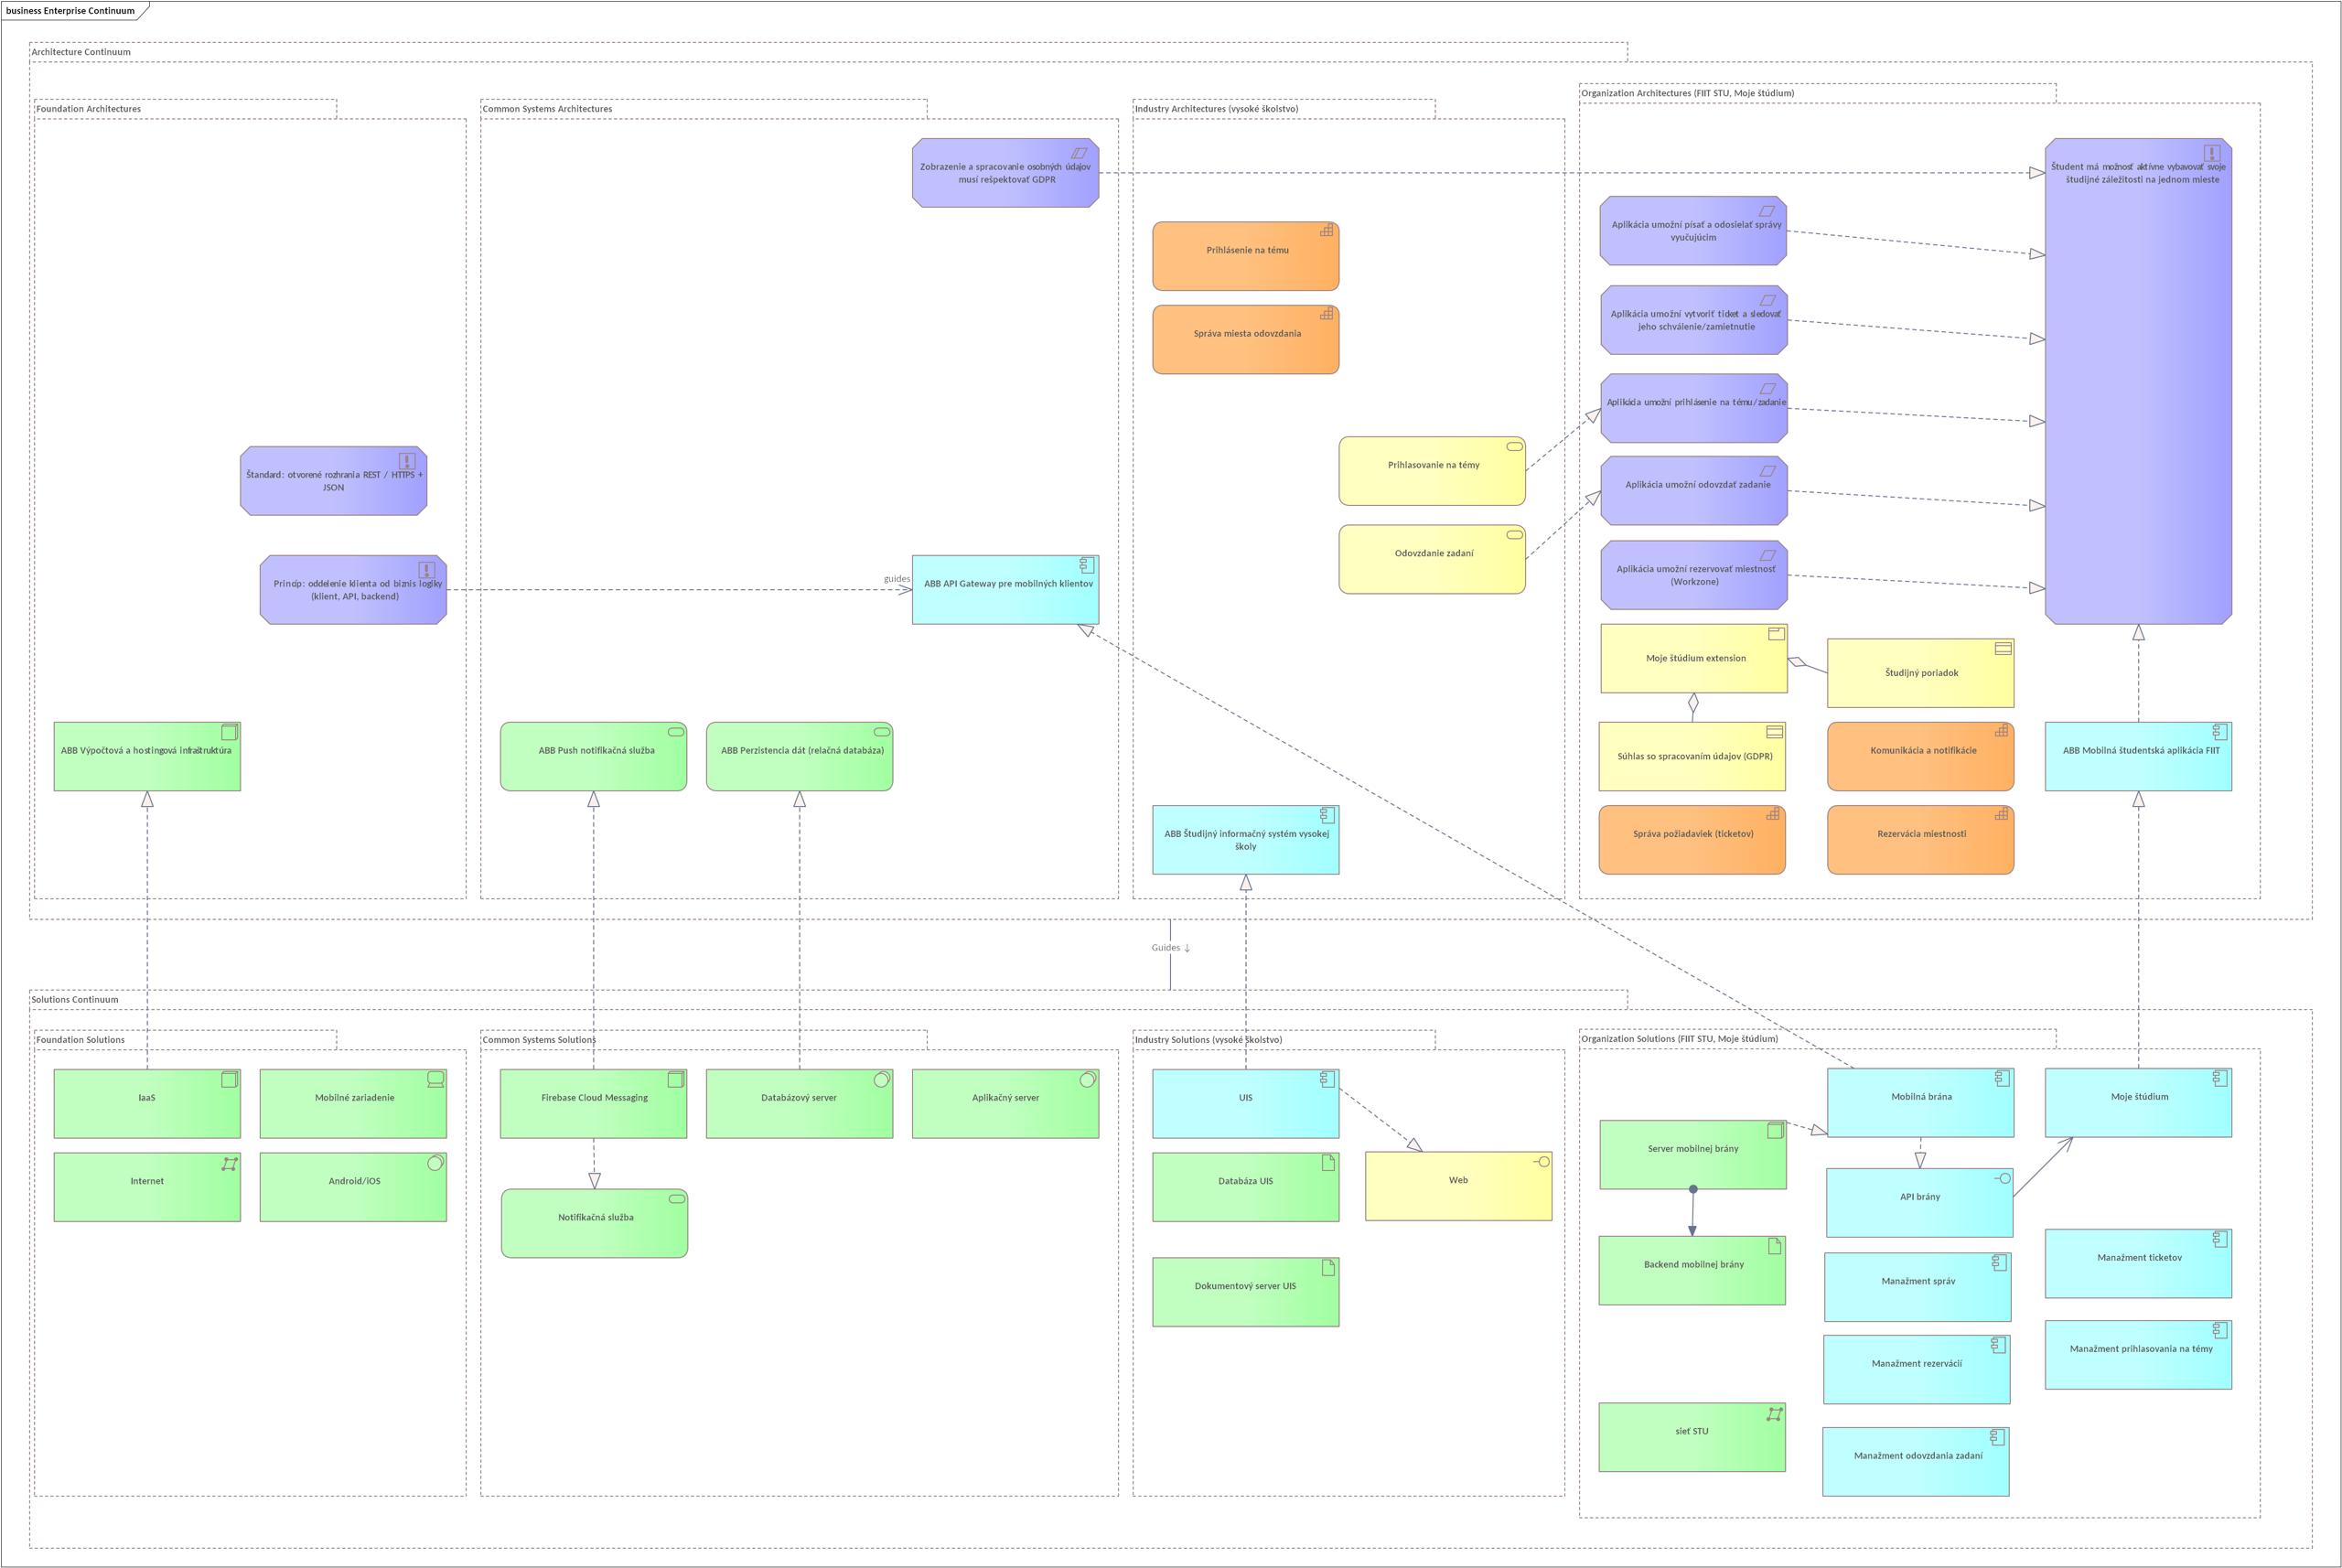 business Enterprise Continuum
Architecture Continuum
Foundation Architectures
Štandard: otvorené rozhrania REST / HTTPS +
JSON
Princíp: oddelenie klienta od biznis logiky
(klient, API, backend)
ABB Výpočtová a hostingová infraštruktúra
Common Systems Architectures
Zobrazenie a spracovanie osobných údajov
musí rešpektovať GDPR
guides
ABB API Gateway pre mobilných klientov
ABB Push notifikačná služba
ABB Perzistencia dát (relačná databáza)
Industry Architectures (vysoké školstvo)
Prihlásenie na tému
Správa miesta odovzdania
Prihlasovanie na témy
Odovzdanie zadaní
ABB Študijný informačný systém vysokej
školy
Organization Architectures (FIIT STU, Moje štúdium)
Študent má možnosť aktívne vybavovať svoje
študijné záležitosti na jednom mieste
Aplikácia umožní písať a odosielať správy
vyučujúcim
Aplikácia umožní vytvoriť ticket a sledovať
jeho schválenie/zamietnutie
Aplikácia umožní prihlásenie na tému/zadanie
Aplikácia umožní odovzdať zadanie
Aplikácia umožní rezervovať miestnosť
(Workzone)
Moje štúdium extension
Študijný poriadok
Súhlas so spracovaním údajov (GDPR)
Komunikácia a notifikácie
ABB Mobilná študentská aplikácia FIIT
Správa požiadaviek (ticketov)
Rezervácia miestnosti
Guides ↓
Solutions Continuum
Foundation Solutions
IaaS
Mobilné zariadenie
Internet
Android/iOS
Common Systems Solutions
Firebase Cloud Messaging
Databázový server
Aplikačný server
Notifikačná služba
Industry Solutions (vysoké školstvo)
UIS
Databáza UIS
Web
Dokumentový server UIS
Organization Solutions (FIIT STU, Moje štúdium)
Mobilná brána
Moje štúdium
Server mobilnej brány
API brány
Backend mobilnej brány
Manažment ticketov
Manažment správ
Manažment prihlasovania na témy
Manažment rezervácií
sieť STU
Manažment odovzdania zadaní